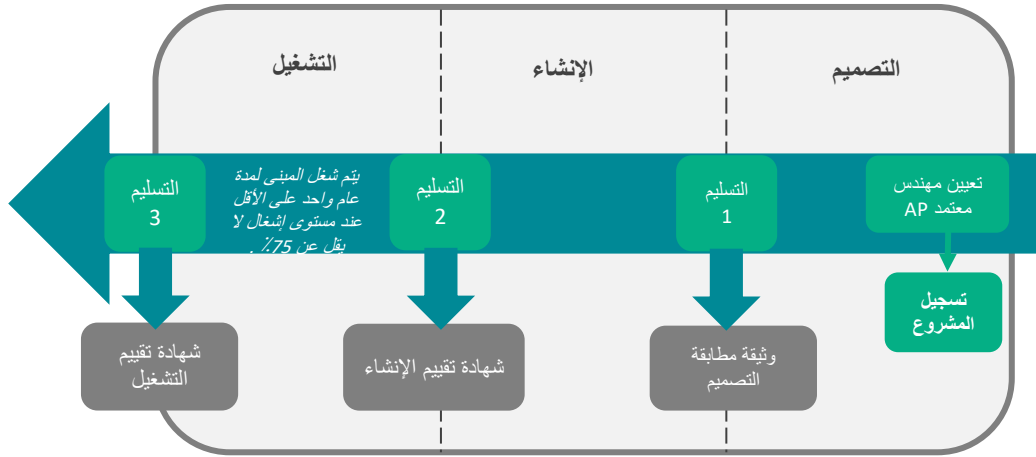 التصميم
الإنشاء
التشغيل
تعيين مهندس
معتمد AP
تسجيل
المشروع
التسليم
1
وثيقة مطابقة
التصميم
التسليم
2
شهادة تقييم الإنشاء
يتم شغل المبنى لمدة
عام واحد على الأقل
عند مستوى إشغال لا
يقل عن 75٪ .
التسليم
3
شهادة تقييم
التشغيل